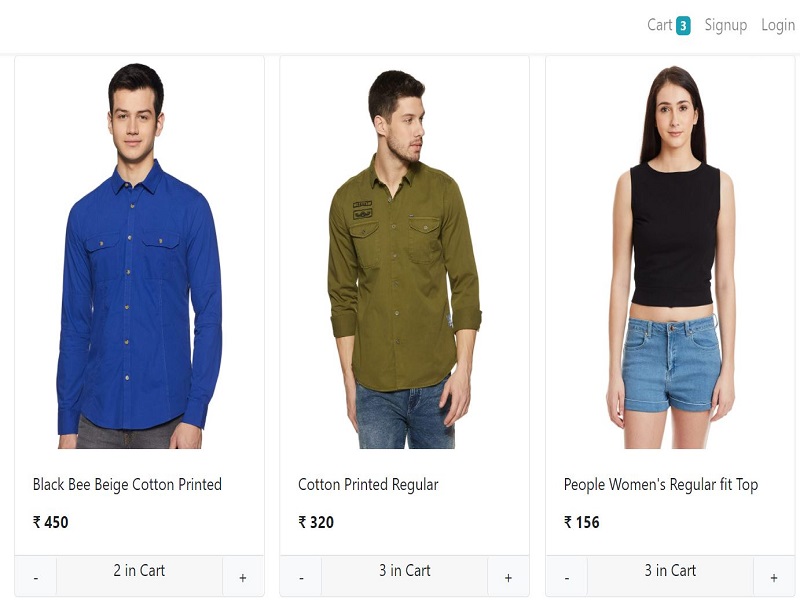 Cart 3 Signup Login
Black Bee Beige Cotton Printed
₹ 450
- 2 in Cart +
Cotton Printed Regular
₹ 320
- 3 in Cart +
People Women's Regular fit Top
₹ 156
- 3 in Cart +